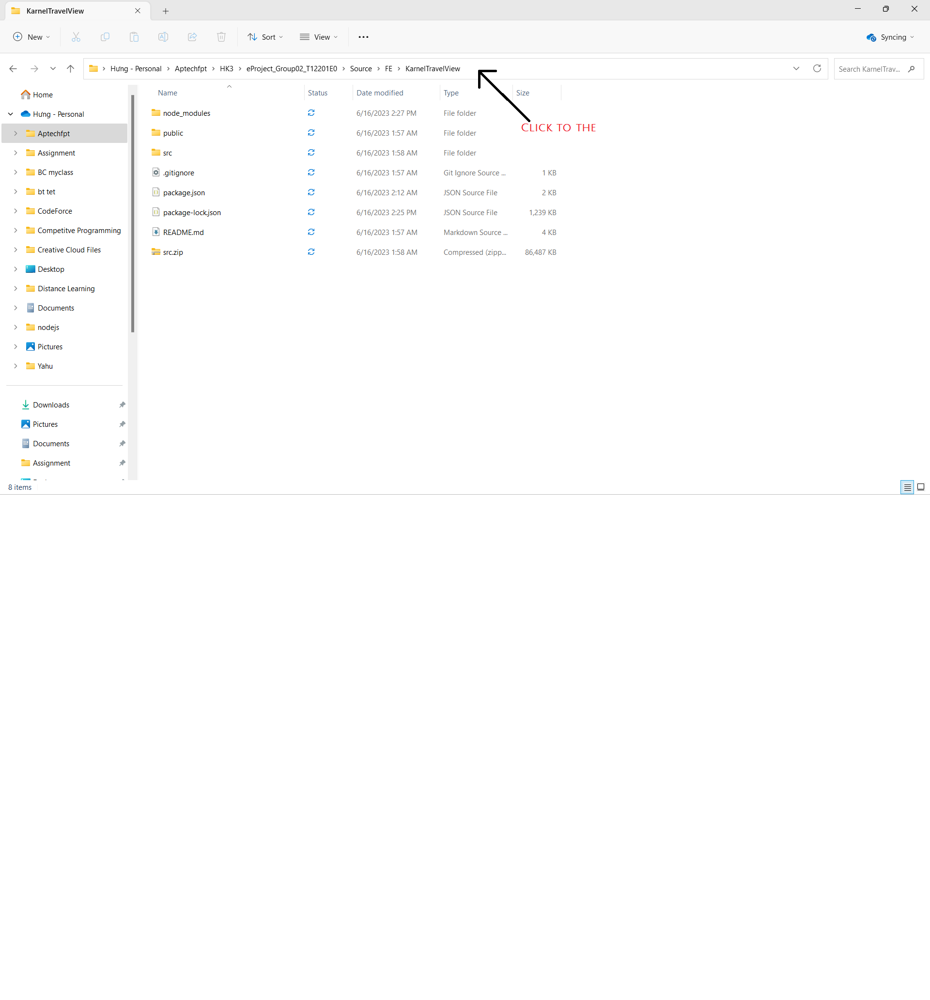 KarnelTravelView
New
Sort
View
Syncing
Hưng - Personal > Aptechfpt > HK3 > eProject_Group02_T12201E0 > Source > FE > KarnelTravelView
Search KarnelTrav...
Name Status Date modified Type Size
node_modules 6/16/2023 2:27 PM File folder
public 6/16/2023 1:57 AM File folder
src 6/16/2023 1:58 AM File folder
.gitignore 6/16/2023 1:57 AM Git Ignore Source ... 1 KB
package.json 6/16/2023 2:12 AM JSON Source File 2 KB
package-lock.json 6/16/2023 2:25 PM JSON Source File 1,239 KB
README.md 6/16/2023 1:57 AM Markdown Source ... 4 KB
src.zip 6/16/2023 1:58 AM Compressed (zipp... 86,487 KB
CLICK TO THE
Home
Hưng - Personal
Aptechfpt
Assignment
BC myclass
bt tet
CodeForce
Competitve Programming
Creative Cloud Files
Desktop
Distance Learning
Documents
nodejs
Pictures
Yahu
Downloads
Pictures
Documents
Assignment
8 items